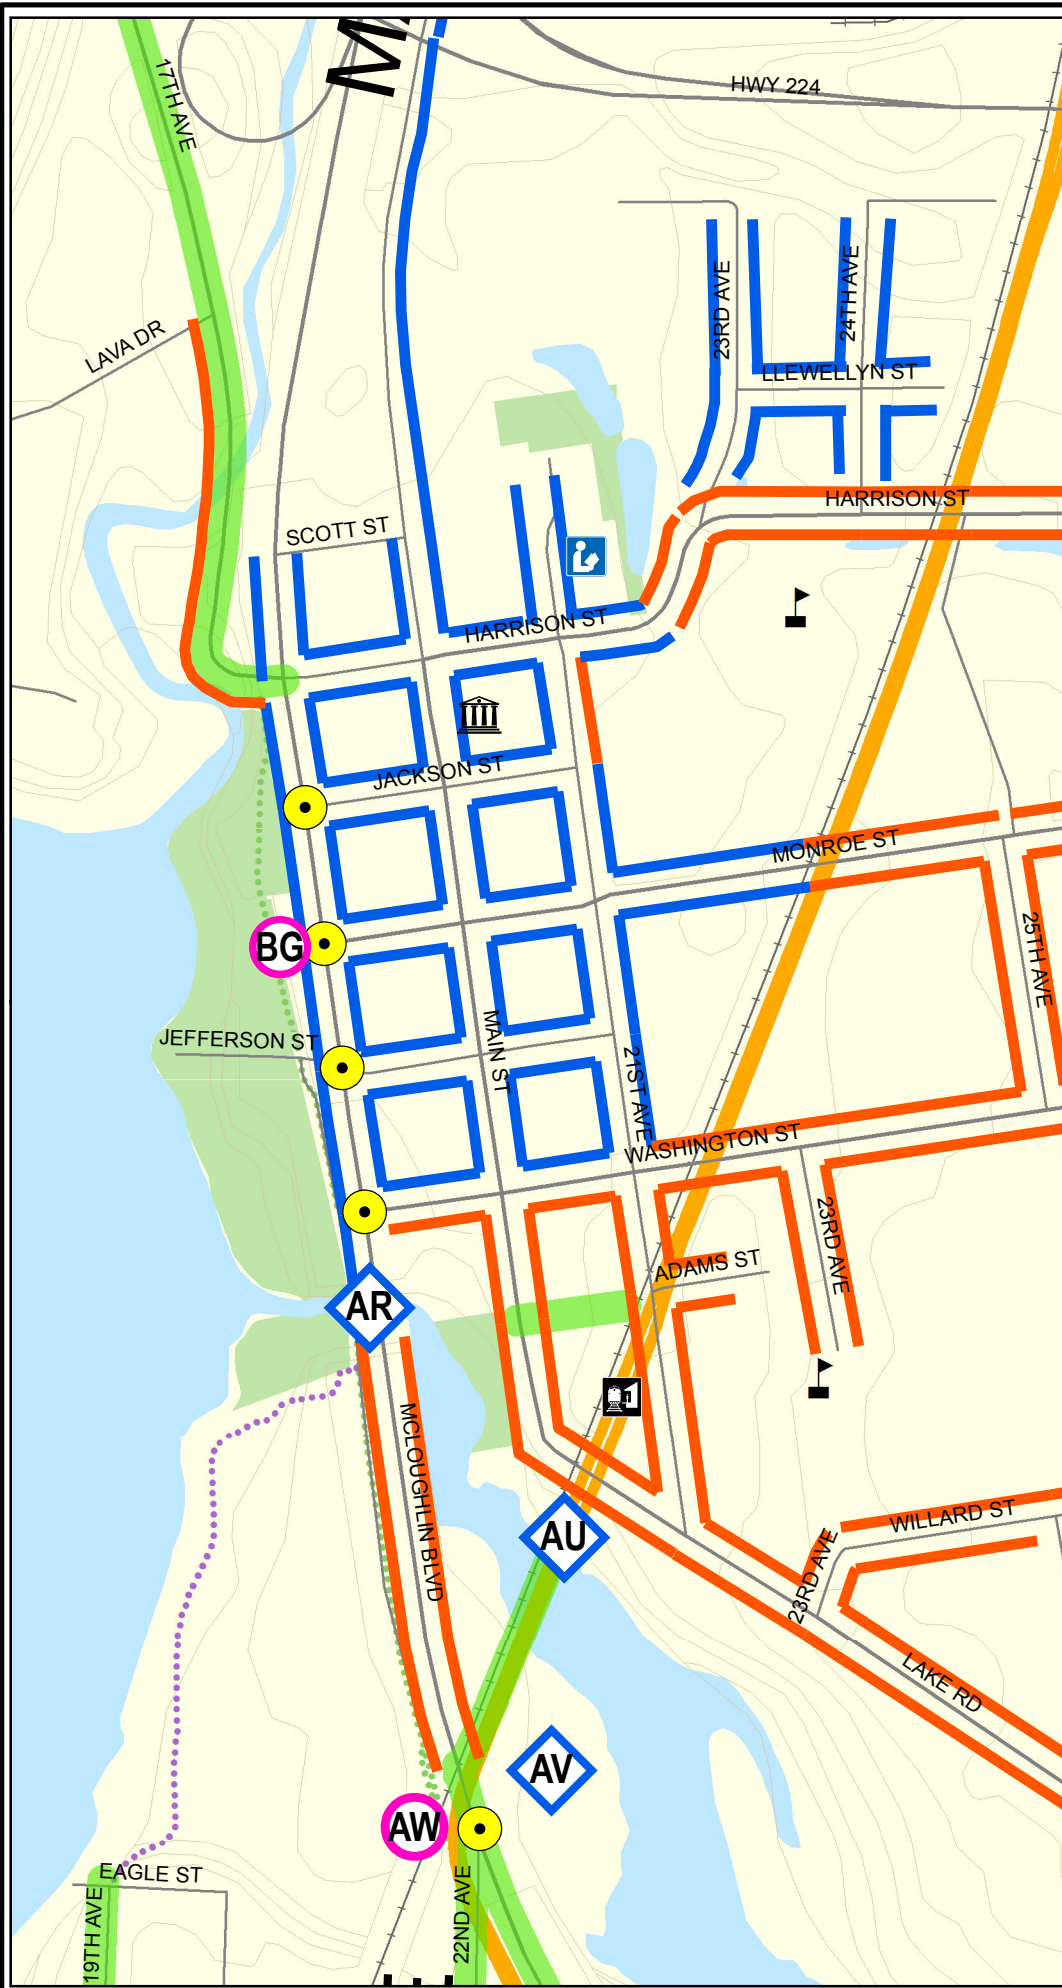 M
17TH AVE
HWY 224
LAVA DR
23RD AVE
24TH AVE
LLEWELLYN ST
HARRISON ST
SCOTT ST
HARRISON ST
JACKSON ST
MONROE ST
25TH AVE
BG
JEFFERSON ST
MAIN ST
21ST AVE
WASHINGTON ST
23RD AVE
ADAMS ST
AR
MCLOUGHLIN BLVD
AU
WILLARD ST
23RD AVE
LAKE RD
AV
AW
EAGLE ST
19TH AVE
22ND AVE